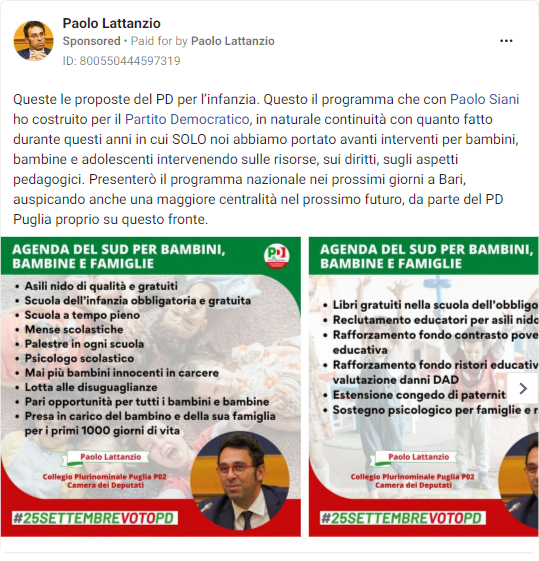 Paolo Lattanzio
Sponsored • Paid for by Paolo Lattanzio
ID: 800550444597319
Queste le proposte del PD per l'infanzia. Questo il programma che con Paolo Siani
ho costruito per il Partito Democratico, in naturale continuità con quanto fatto
durante questi anni in cui SOLO noi abbiamo portato avanti interventi per bambini,
bambine e adolescenti intervenendo sulle risorse, sui diritti, sugli aspetti
pedagogici. Presenterò il programma nazionale nei prossimi giorni a Bari,
auspicando anche una maggiore centralità nel prossimo futuro, da parte del PD
Puglia proprio su questo fronte.
AGENDA DEL SUD PER BAMBINI,
BAMBINE E FAMIGLIE
PD
• Asili nido di qualità e gratuiti
• Scuola dell'infanzia obbligatoria e gratuita
• Scuola a tempo pieno
• Mense scolastiche
• Palestre in ogni scuola
• Psicologo scolastico
• Mai più bambini innocenti in carcere
• Lotta alle disuguaglianze
• Pari opportunità per tutti i bambini e bambine
• Presa in carico del bambino e della sua famiglia
per i primi 1000 giorni di vita
Paolo Lattanzio
Collegio Plurinominale Puglia P02
Camera dei Deputati
#25SETTEMBREVOTOPD
AGENDA DEL SUD PER BAMBINI,
BAMBINE E FAMIGLIE
• Libri gratuiti nella scuola dell'obbligo
• Reclutamento educatori per asili nido
• Rafforzamento fondo contrasto pove
educativa
• Rafforzamento fondo ristori educativ
valutazione danni DAD
• Estensione congedo di paternit
• Sostegno psicologico per famiglie e r
Paolo Lattanzio
Collegio Plurinominale Puglia P02
Camera dei Deputati
#25SETTEMBREVOTOPD